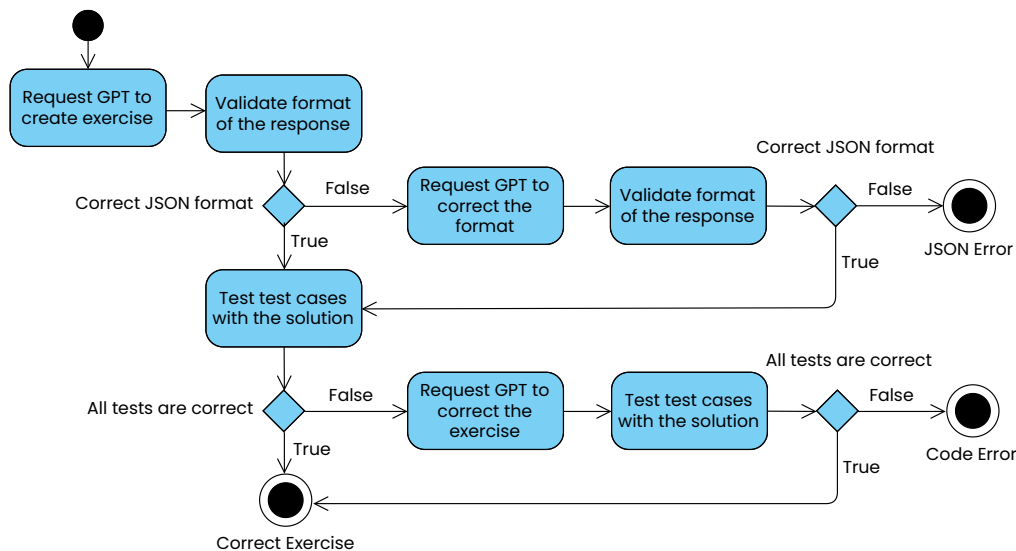 Request GPT to
create exercise
Validate format
of the response
Correct JSON format
Correct JSON format
False
Request GPT to
correct the
format
Validate format
of the response
False
JSON Error
True
True
Test test cases
with the solution
All tests are correct
All tests are correct
False
Request GPT to
correct the
exercise
Test test cases
with the solution
False
Code Error
True
True
Correct Exercise